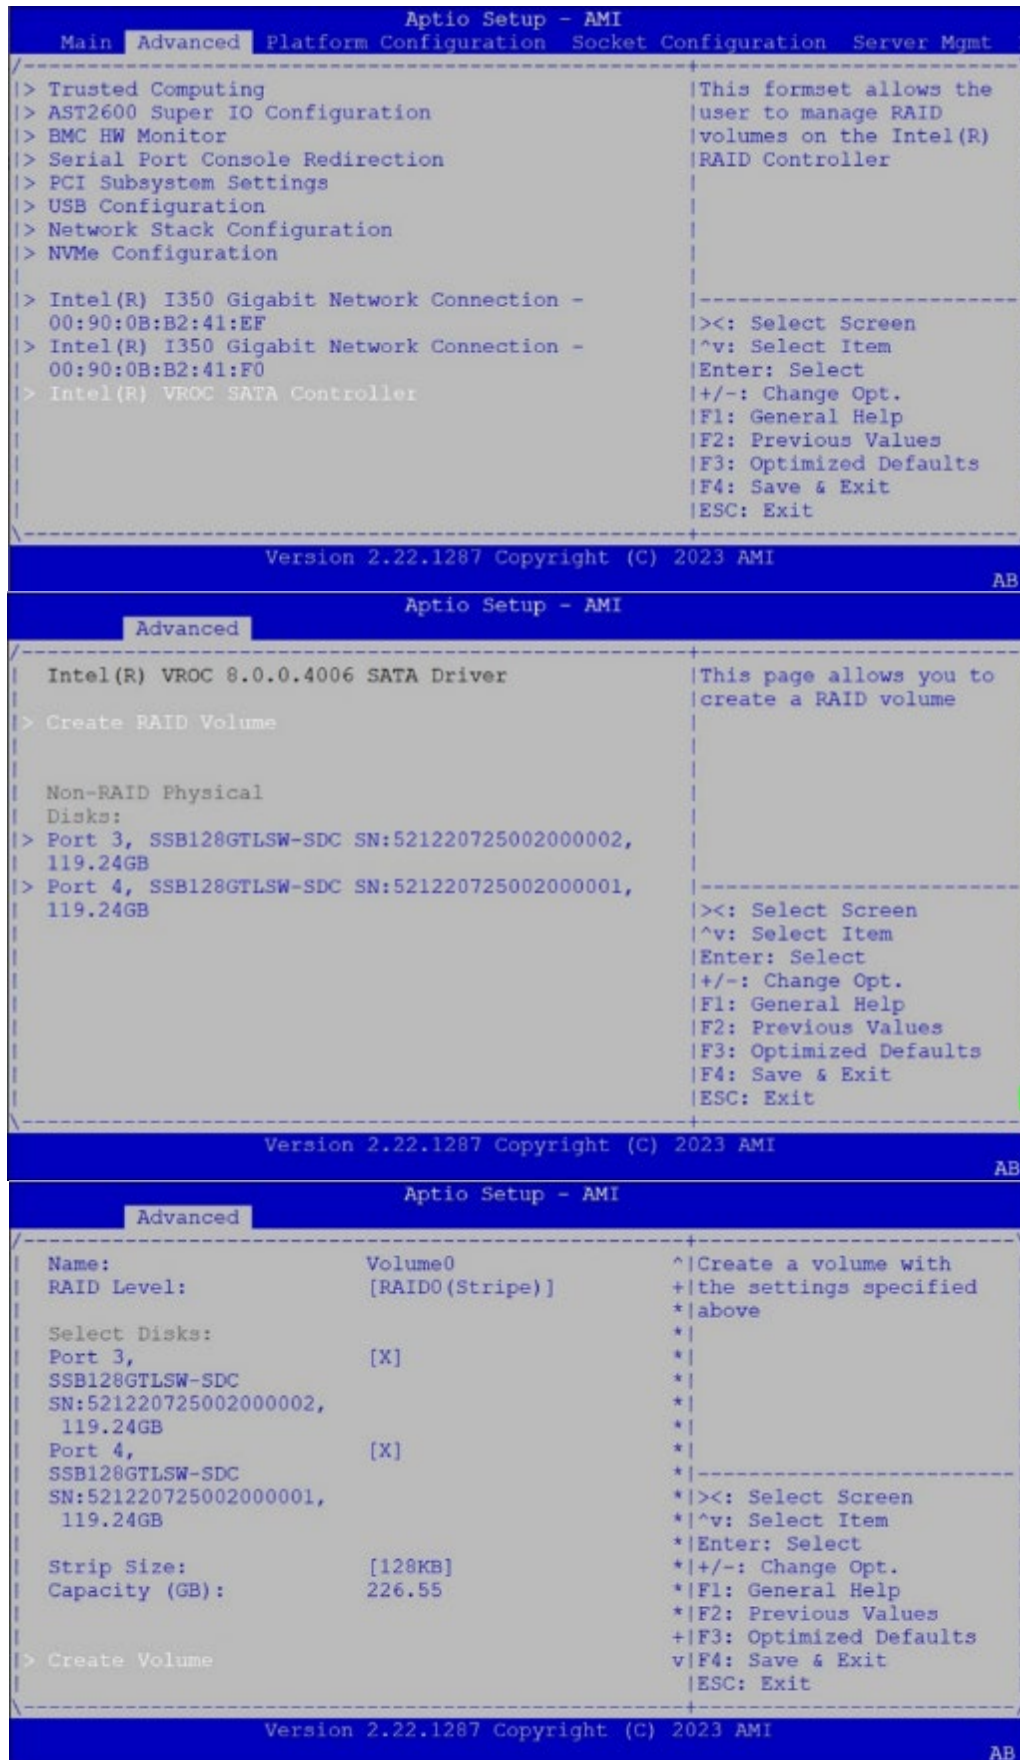 Aptio Setup - AMI
Main Advanced Platform Configuration Socket Configuration Server Mgmt
> Trusted Computing
> AST2600 Super IO Configuration
> BMC HW Monitor
> Serial Port Console Redirection
> PCI Subsystem Settings
> USB Configuration
> Network Stack Configuration
> NVMe Configuration
> Intel(R) I350 Gigabit Network Connection -
00:90:0B:B2:41:EF
> Intel(R) I350 Gigabit Network Connection -
00:90:0B:B2:41:F0
> Intel(R) VROC SATA Controller
This formset allows the
user to manage RAID
volumes on the Intel(R)
RAID Controller
><: Select Screen
^v: Select Item
Enter: Select
+/-: Change Opt.
F1: General Help
F2: Previous Values
F3: Optimized Defaults
F4: Save & Exit
ESC: Exit
Version 2.22.1287 Copyright (C) 2023 AMI
AB
Aptio Setup - AMI
Advanced
Intel(R) VROC 8.0.0.4006 SATA Driver
> Create RAID Volume
Non-RAID Physical
Disks:
> Port 3, SSB128GTLSW-SDC SN:521220725002000002,
119.24GB
> Port 4, SSB128GTLSW-SDC SN:521220725002000001,
119.24GB
This page allows you to
create a RAID volume
><: Select Screen
^v: Select Item
Enter: Select
+/-: Change Opt.
F1: General Help
F2: Previous Values
F3: Optimized Defaults
F4: Save & Exit
ESC: Exit
Version 2.22.1287 Copyright (C) 2023 AMI
AB
Aptio Setup - AMI
Advanced
Name: Volume0
RAID Level: [RAID0(Stripe)]
Select Disks:
Port 3, [X]
SSB128GTLSW-SDC
SN:521220725002000002,
119.24GB
Port 4, [X]
SSB128GTLSW-SDC
SN:521220725002000001,
119.24GB
Strip Size: [128KB]
Capacity (GB): 226.55
> Create Volume
Create a volume with
the settings specified
above
><: Select Screen
^v: Select Item
Enter: Select
+/-: Change Opt.
F1: General Help
F2: Previous Values
F3: Optimized Defaults
F4: Save & Exit
ESC: Exit
Version 2.22.1287 Copyright (C) 2023 AMI
AB